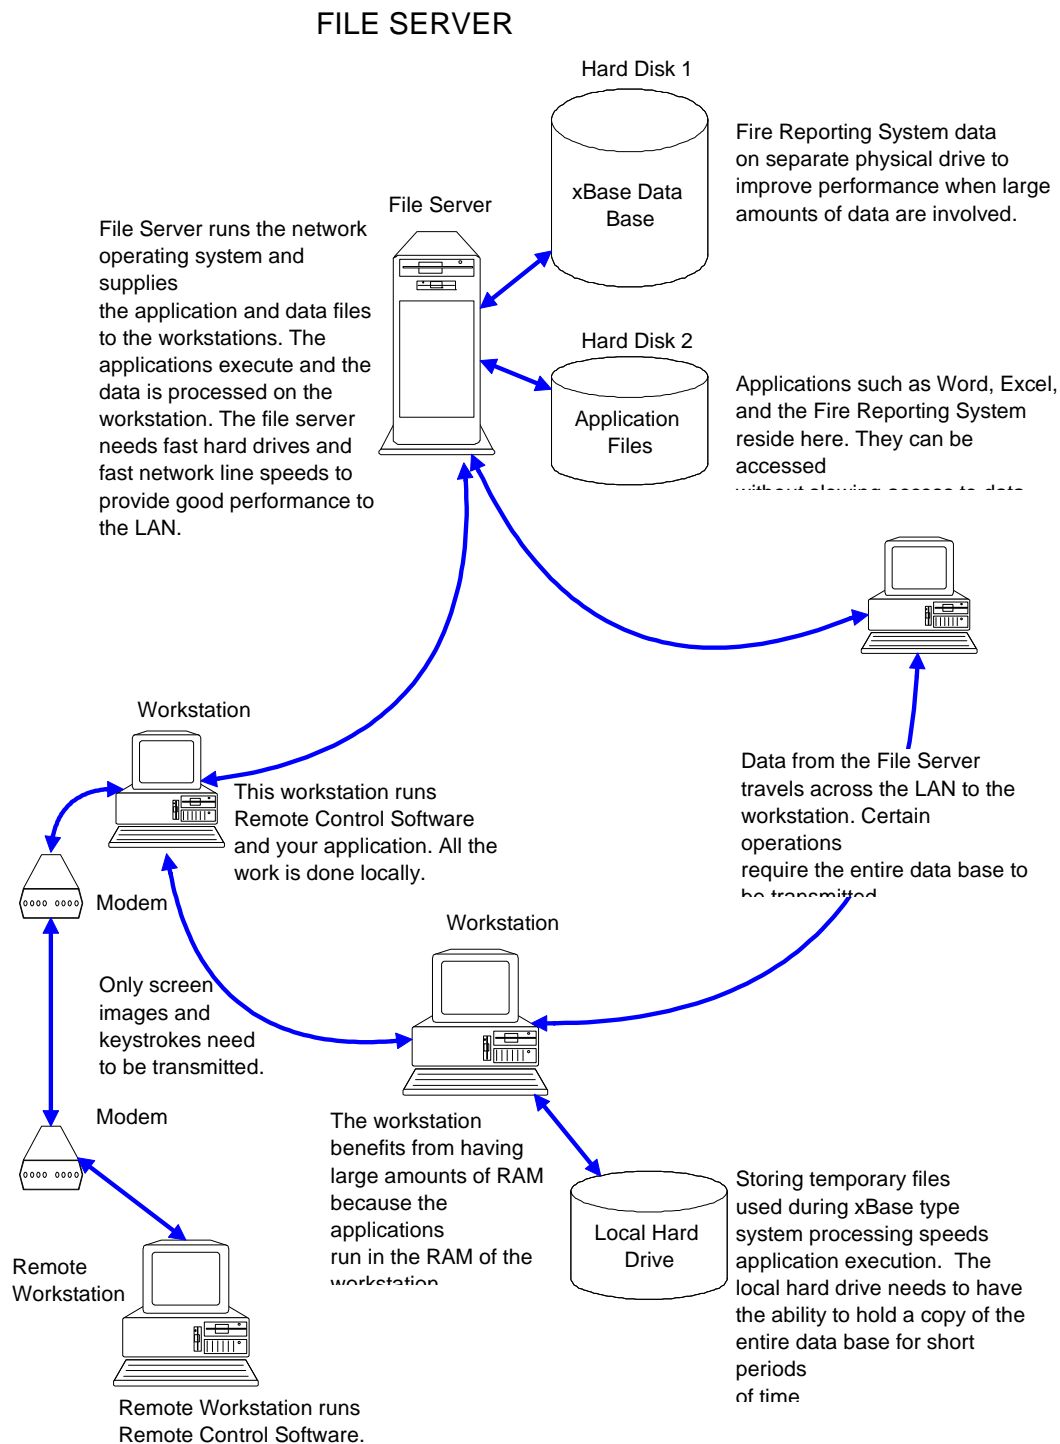 FILE SERVER
Hard Disk 1
xBase Data
Base
Fire Reporting System data
on separate physical drive to
improve performance when large
amounts of data are involved.
File Server
File Server runs the network
operating system and
supplies
the application and data files
to the workstations. The
applications execute and the
data is processed on the
workstation. The file server
needs fast hard drives and
fast network line speeds to
provide good performance to
the LAN.
Hard Disk 2
Application
Files
Applications such as Word, Excel,
and the Fire Reporting System
reside here. They can be
accessed
without slowing access to data
Workstation
This workstation runs
Remote Control Software
and your application. All the
work is done locally.
Data from the File Server
travels across the LAN to the
workstation. Certain
operations
require the entire data base to
be transmitted
Modem
Only screen
images and
keystrokes need
to be transmitted.
Modem
Workstation
The workstation
benefits from having
large amounts of RAM
because the
applications
run in the RAM of the
workstation
Local Hard
Drive
Storing temporary files
used during xBase type
system processing speeds
application execution.  The
local hard drive needs to have
the ability to hold a copy of the
entire data base for short
periods
of time
Remote
Workstation
Remote Workstation runs
Remote Control Software.